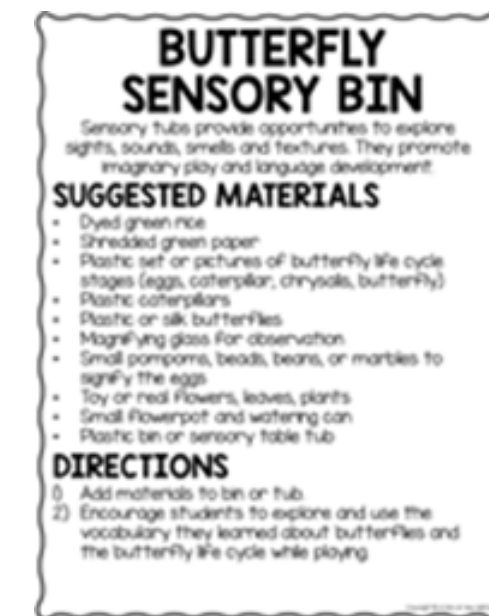 BUTTERFLY
SENSORY BIN
Sensory tubs provide opportunities to explore
sights, sounds, smells and textures. They promote
imaginary play and language development.
SUGGESTED MATERIALS
• Dyed green rice
• Shredded green paper
• Plastic set or pictures of butterfly life cycle
stages (eggs, caterpillar, chrysalis, butterfly)
• Plastic caterpillars
• Plastic or silk butterflies
• Magnifying glass for observation
• Small pompoms, beads, beans, or marbles to
signify the eggs
• Toy or real flowers, leaves, plants
• Small flowerpot and watering can
• Plastic bin or sensory table tub
DIRECTIONS
1) Add materials to bin or tub.
2) Encourage students to explore and use the
vocabulary they learned about butterflies and
the butterfly life cycle while playing.